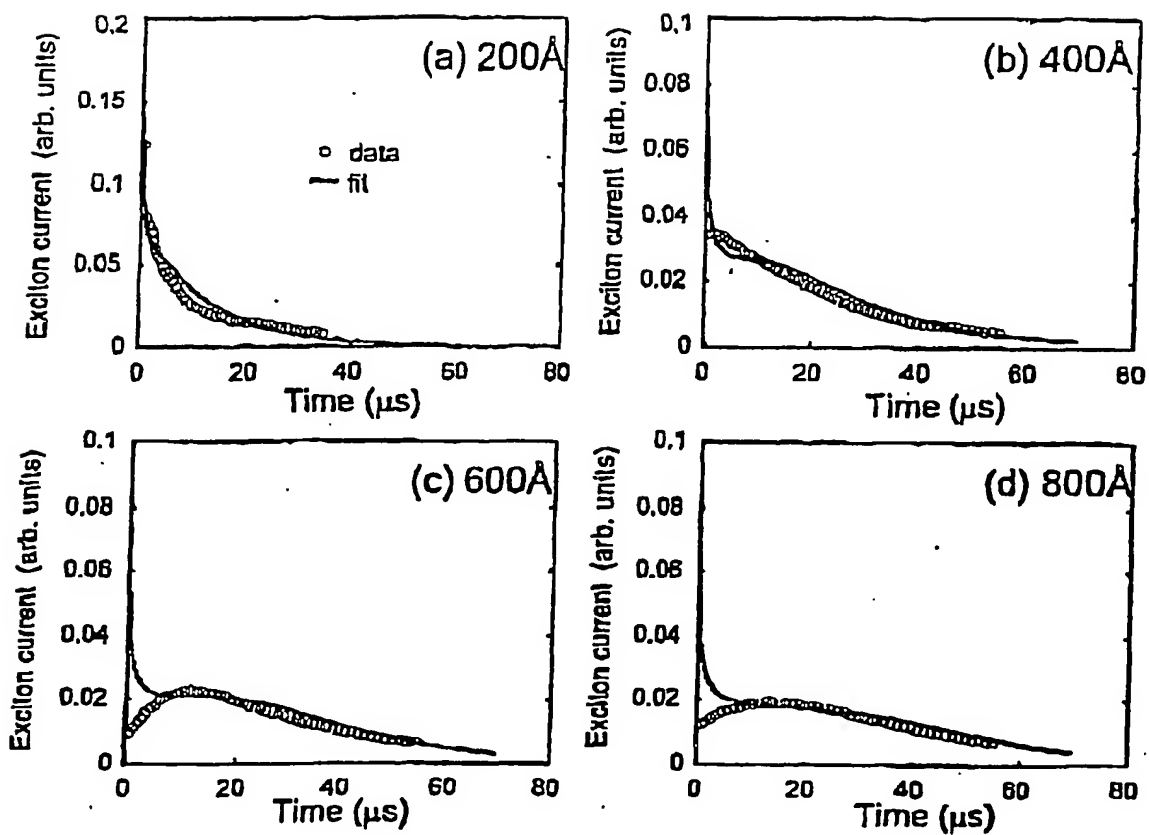 (a) 200Å
Exciton current (arb. units)
0,2
0.15
0.1
0.05
0
data
fit
0 20 40 60 80
Time (µs)
(b) 400Å
Exciton current (arb. units)
0,1
0.08
0.06
0.04
0.02
0
0 20 40 60 80
Time (µs)
(c) 600Å
Exciton current (arb. units)
0.1
0.08
0.06
0.04
0.02
0
0 20 40 60 80
Time (µs)
(d) 800Å
Exciton current (arb. units)
0.1
0.08
0.06
0.04
0.02
0
0 20 40 60 80
Time (µs)